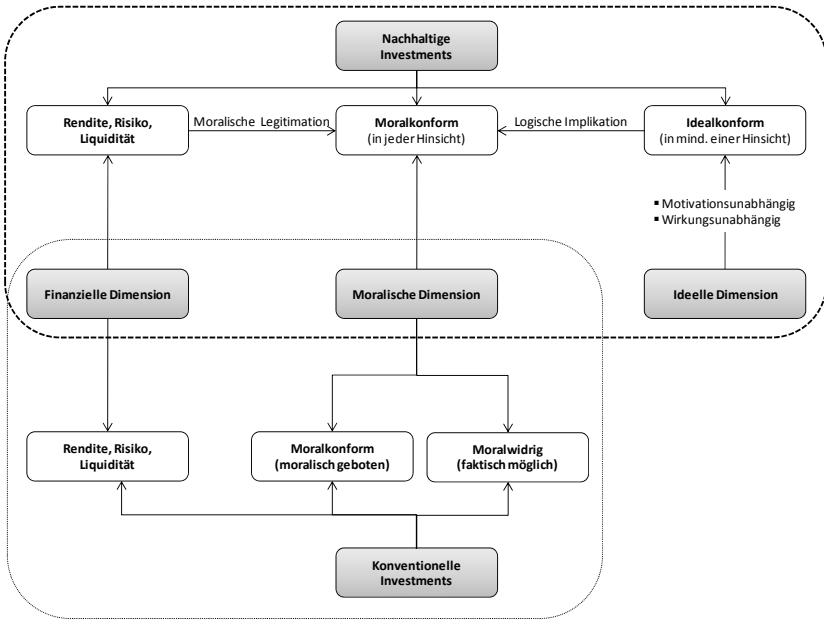 Nachhaltige
Investments
Rendite, Risiko,
Liquidität
Moralische Legitimation
Moralkonform
(in jeder Hinsicht)
Logische Implikation
Idealkonform
(in mind. einer Hinsicht)
▪ Motivationsunabhängig
▪ Wirkungsunabhängig
Finanzielle Dimension
Moralische Dimension
Ideelle Dimension
Rendite, Risiko,
Liquidität
Moralkonform
(moralisch geboten)
Moralwidrig
(faktisch möglich)
Konventionelle
Investments